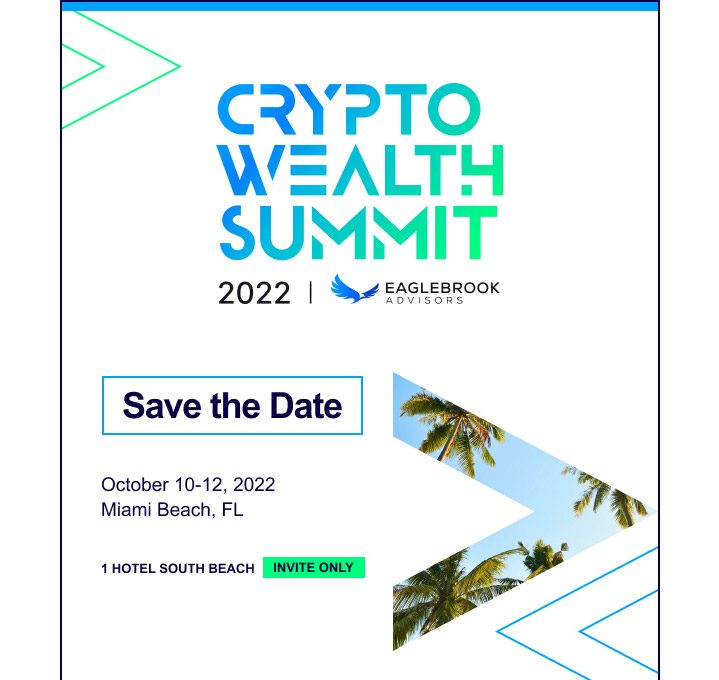 CRYPTO
WEALTH
SUMMIT
2022 | EAGLEBROOK
ADVISORS
Save the Date
October 10-12, 2022
Miami Beach, FL
1 HOTEL SOUTH BEACH INVITE ONLY